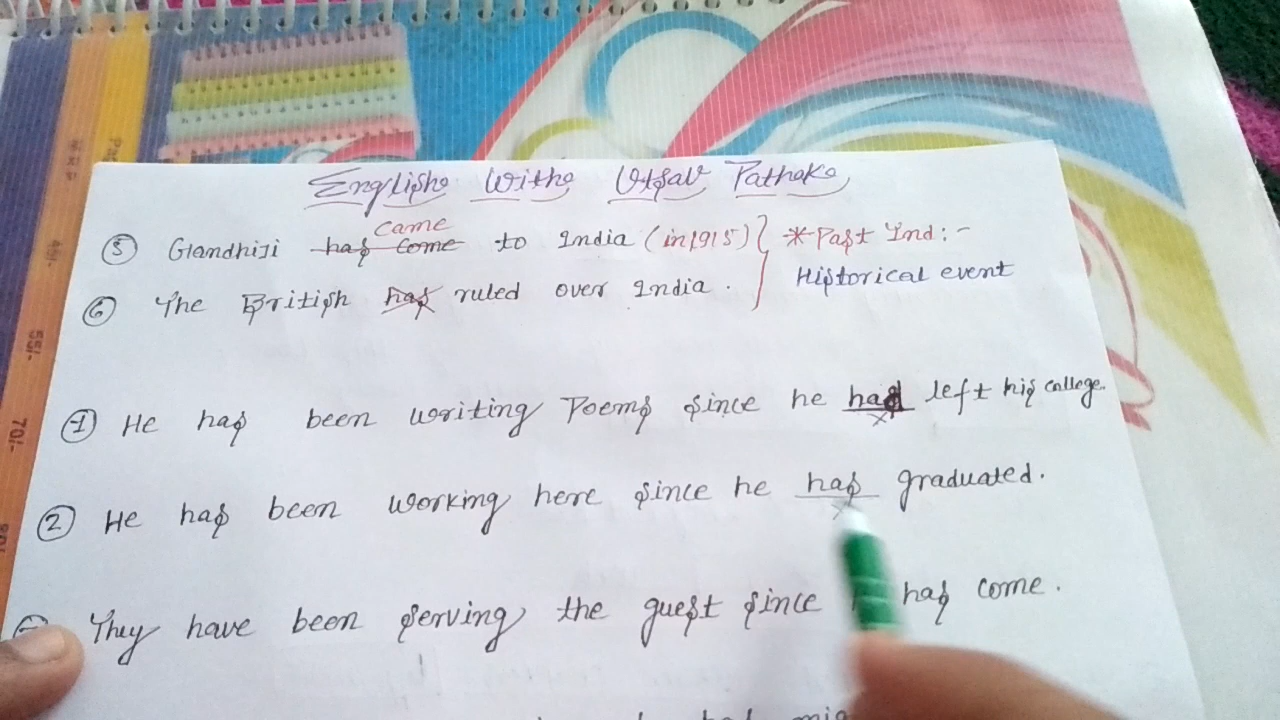 English With Utsav Pathak
came
⑤ Gandhiji has come to India (in 1915) } * Past Ind:-
⑥ The British has ruled over India. Historical event
① He has been writing Poems since he had left his college.
② He has been working here since he has graduated.
They have been serving the guest since has come.
70/-
55/-